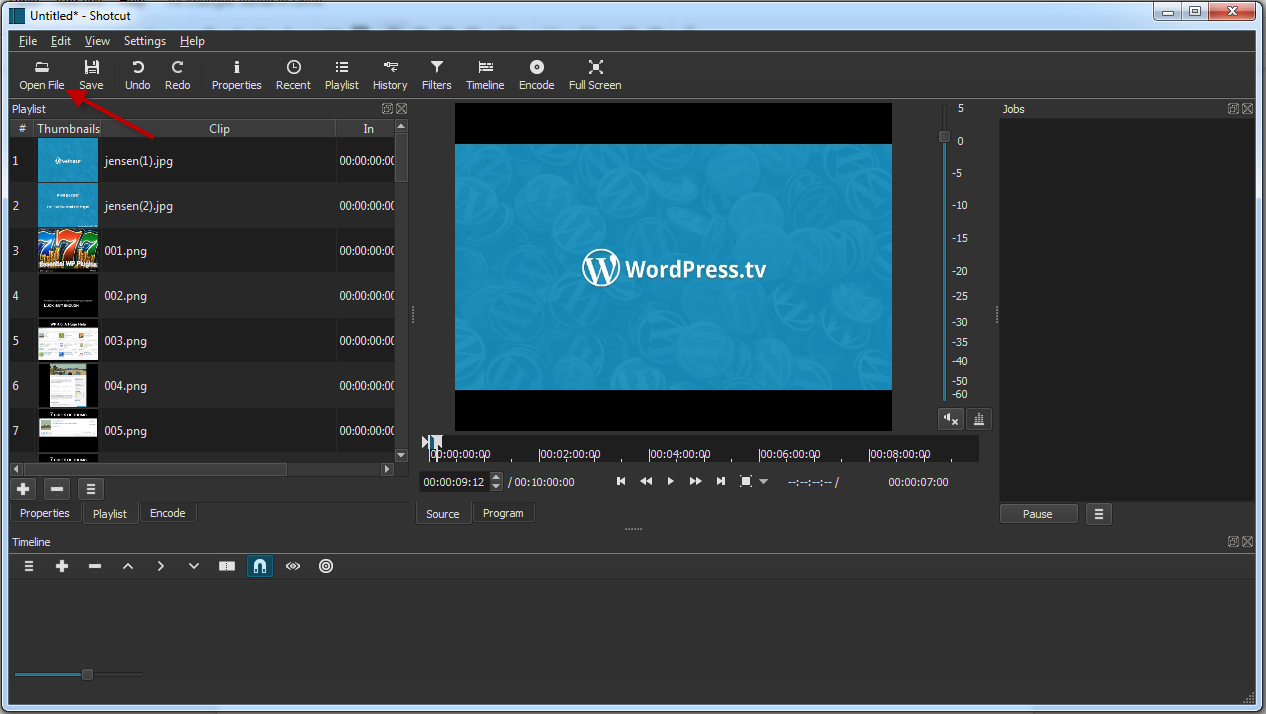 Untitled* - Shotcut
File Edit View Settings Help
Open File Save Undo Redo Properties Recent Playlist History Filters Timeline Encode Full Screen
Playlist
# Thumbnails Clip In
1 jensen(1).jpg 00:00:00:00
2 jensen(2).jpg 00:00:00:00
3 001.png 00:00:00:00
4 002.png 00:00:00:00
5 003.png 00:00:00:00
6 004.png 00:00:00:00
7 005.png 00:00:00:00
Properties Playlist Encode
WordPress.tv
5
0
-5
-10
-15
-20
-25
-30
-35
-40
-50
-60
00:00:00:00 00:02:00:00 00:04:00:00 00:06:00:00 00:08:00:00
00:00:09:12 / 00:10:00:00 --:--:--:-- / 00:00:07:00
Source Program
Jobs
Pause
Timeline